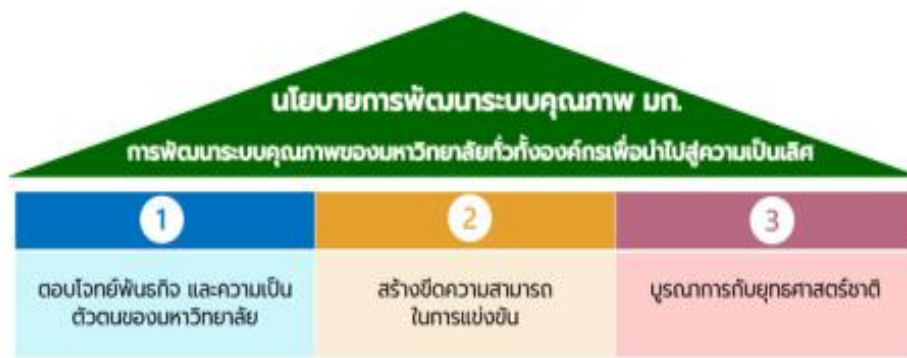 นโยบายการพัฒนาระบบคุณภาพ มก.
การพัฒนาระบบคุณภาพของมหาวิทยาลัยทั่วทั้งองค์กรเพื่อนำไปสู่ความเป็นเลิศ
1
2
3
ตอบโจทย์พันธกิจ และความเป็น
ตัวตนของมหาวิทยาลัย
สร้างขีดความสามารถ
ในการแข่งขัน
บูรณาการกับยุทธศาสตร์ชาติ